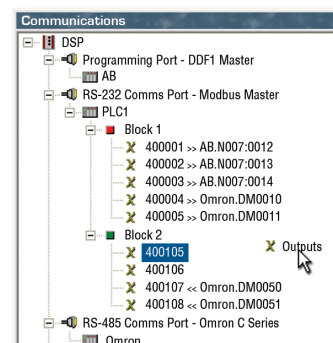 Communications
DSP
Programming Port - DDF1 Master
AB
RS-232 Comms Port - Modbus Master
PLC1
Block 1
400001 >> AB.N007:0012
400002 >> AB.N007:0013
400003 >> AB.N007:0014
400004 >> Omron.DM0010
400005 >> Omron.DM0011
Block 2
400105
Outputs
400106
400107 << Omron.DM0050
400108 << Omron.DM0051
RS-485 Comms Port - Omron C Series
Omron